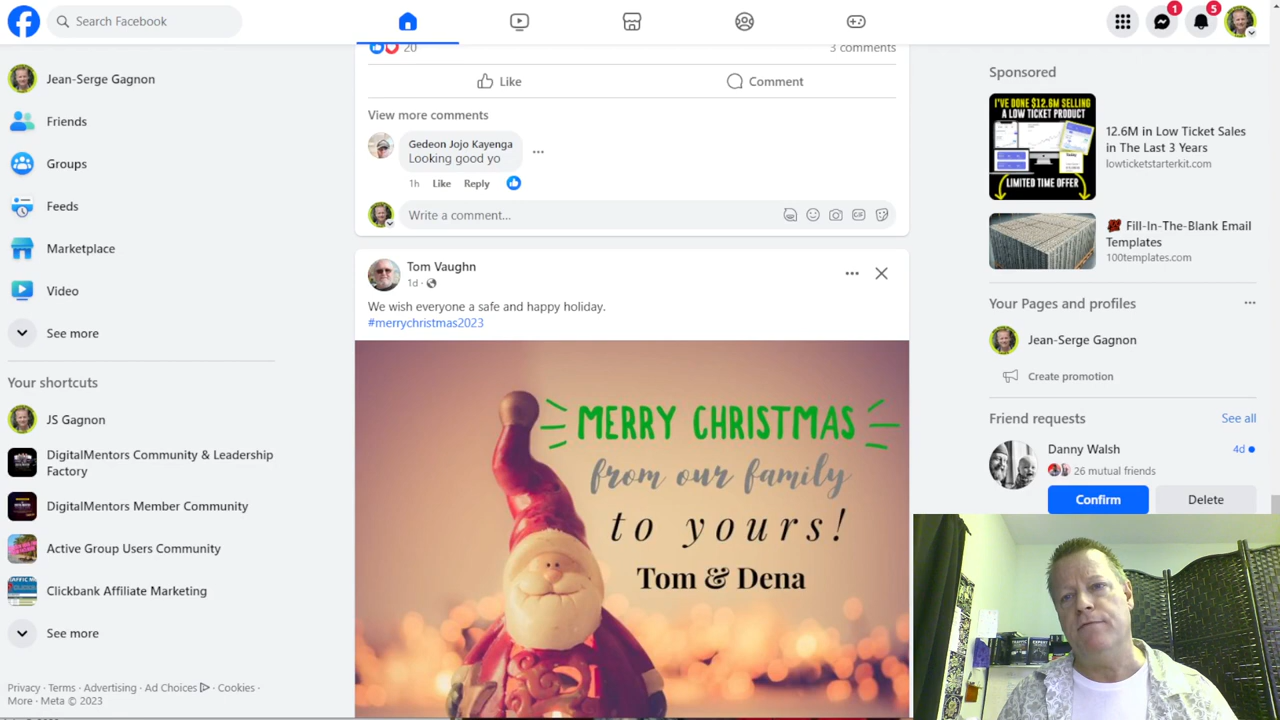 Search Facebook
1
5
Jean-Serge Gagnon
Friends
Groups
Feeds
Marketplace
Video
See more
Your shortcuts
JS Gagnon
DigitalMentors Community & Leadership
Factory
DigitalMentors Member Community
Active Group Users Community
Clickbank Affiliate Marketing
See more
Privacy · Terms · Advertising · Ad Choices · Cookies ·
More · Meta © 2023
20
3 comments
Like
Comment
View more comments
Gedeon Jojo Kayenga
Looking good yo
1h Like Reply
Write a comment...
GIF
Tom Vaughn
1d ·
We wish everyone a safe and happy holiday.
#merrychristmas2023
MERRY CHRISTMAS
from our family
to yours!
Tom & Dena
Sponsored
I'VE DONE $12.6M SELLING
A LOW TICKET PRODUCT
LIMITED TIME OFFER
12.6M in Low Ticket Sales
in The Last 3 Years
lowticketstarterkit.com
💯 Fill-In-The-Blank Email
Templates
100templates.com
Your Pages and profiles
Jean-Serge Gagnon
Create promotion
Friend requests
See all
Danny Walsh
4d
26 mutual friends
Confirm
Delete